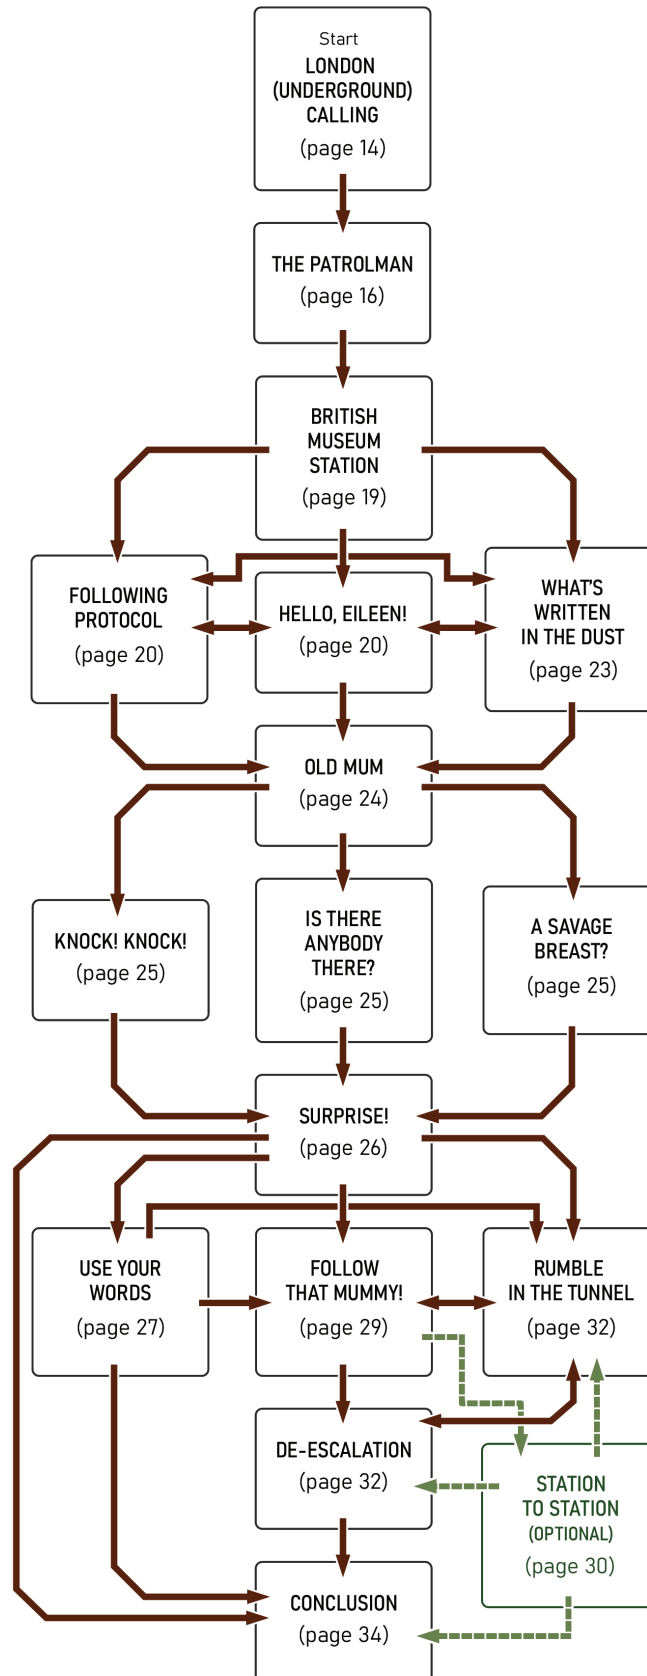 Start
LONDON
(UNDERGROUND)
CALLING
(page 14)
THE PATROLMAN
(page 16)
BRITISH
MUSEUM
STATION
(page 19)
FOLLOWING
PROTOCOL
(page 20)
HELLO, EILEEN!
(page 20)
WHAT'S
WRITTEN
IN THE DUST
(page 23)
OLD MUM
(page 24)
KNOCK! KNOCK!
(page 25)
IS THERE
ANYBODY
THERE?
(page 25)
A SAVAGE
BREAST?
(page 25)
SURPRISE!
(page 26)
USE YOUR
WORDS
(page 27)
FOLLOW
THAT MUMMY!
(page 29)
RUMBLE
IN THE TUNNEL
(page 32)
DE-ESCALATION
(page 32)
STATION
TO STATION
(OPTIONAL)
(page 30)
CONCLUSION
(page 34)